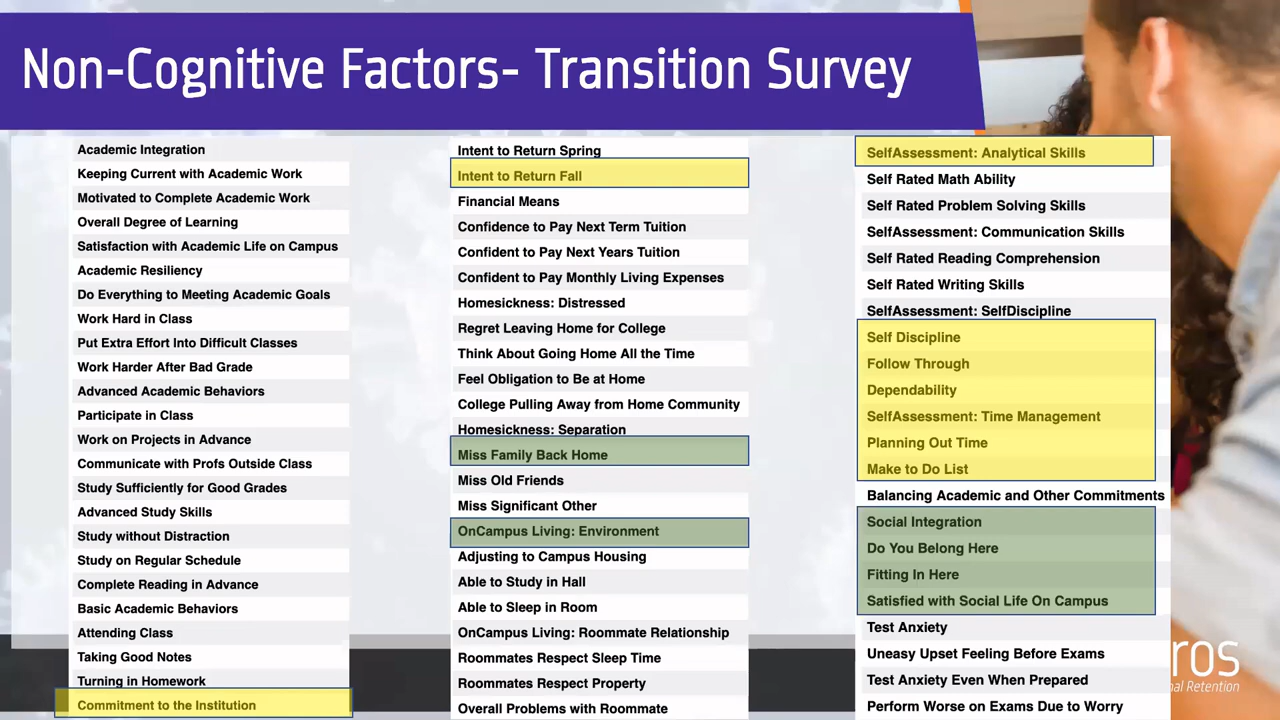 Non-Cognitive Factors- Transition Survey
Academic Integration
Keeping Current with Academic Work
Motivated to Complete Academic Work
Overall Degree of Learning
Satisfaction with Academic Life on Campus
Academic Resiliency
Do Everything to Meeting Academic Goals
Work Hard in Class
Put Extra Effort Into Difficult Classes
Work Harder After Bad Grade
Advanced Academic Behaviors
Participate in Class
Work on Projects in Advance
Communicate with Profs Outside Class
Study Sufficiently for Good Grades
Advanced Study Skills
Study without Distraction
Study on Regular Schedule
Complete Reading in Advance
Basic Academic Behaviors
Attending Class
Taking Good Notes
Turning in Homework
Commitment to the Institution
Intent to Return Spring
Intent to Return Fall
Financial Means
Confidence to Pay Next Term Tuition
Confident to Pay Next Years Tuition
Confident to Pay Monthly Living Expenses
Homesickness: Distressed
Regret Leaving Home for College
Think About Going Home All the Time
Feel Obligation to Be at Home
College Pulling Away from Home Community
Homesickness: Separation
Miss Family Back Home
Miss Old Friends
Miss Significant Other
OnCampus Living: Environment
Adjusting to Campus Housing
Able to Study in Hall
Able to Sleep in Room
OnCampus Living: Roommate Relationship
Roommates Respect Sleep Time
Roommates Respect Property
Overall Problems with Roommate
SelfAssessment: Analytical Skills
Self Rated Math Ability
Self Rated Problem Solving Skills
SelfAssessment: Communication Skills
Self Rated Reading Comprehension
Self Rated Writing Skills
SelfAssessment: SelfDiscipline
Self Discipline
Follow Through
Dependability
SelfAssessment: Time Management
Planning Out Time
Make to Do List
Balancing Academic and Other Commitments
Social Integration
Do You Belong Here
Fitting In Here
Satisfied with Social Life On Campus
Test Anxiety
Uneasy Upset Feeling Before Exams
Test Anxiety Even When Prepared
Perform Worse on Exams Due to Worry
ros
nal Retention